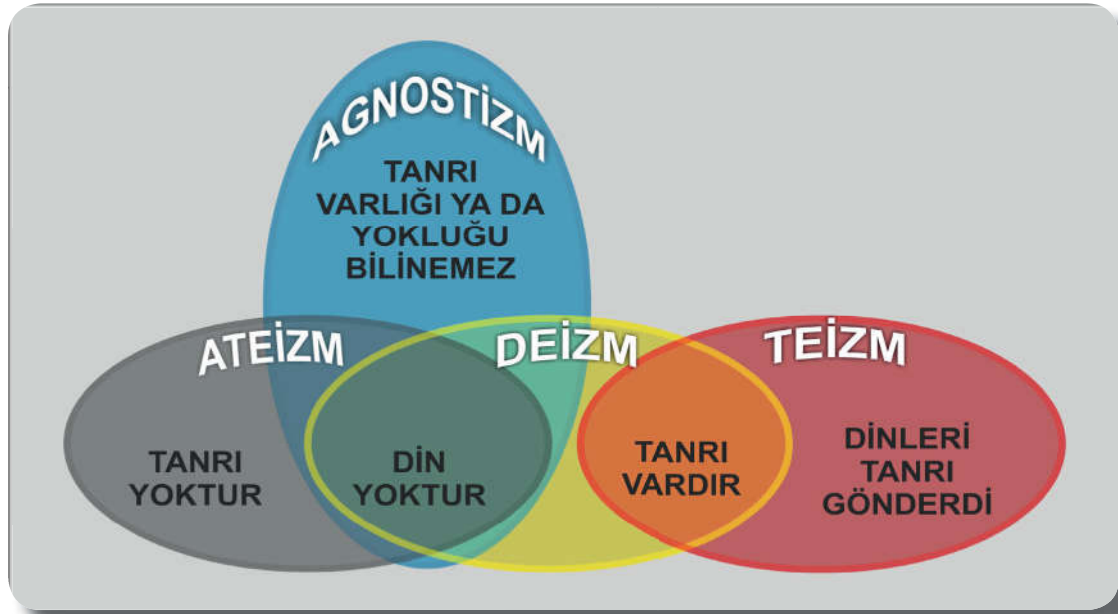 AGNOSTİZM
TANRI
VARLIĞI YA DA
YOKLUĞU
BİLİNEMEZ
ATEİZM
TANRI
YOKTUR
DEİZM
DİN
YOKTUR
TANRI
VARDIR
TEİZM
DİNLERİ
TANRI
GÖNDERDİ